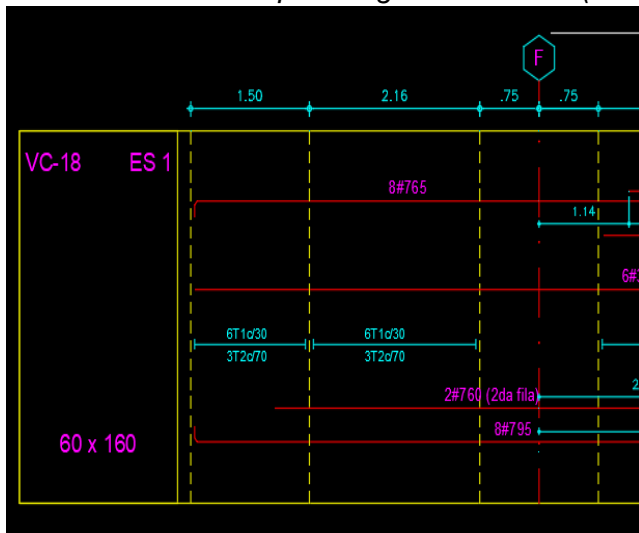 F
1.50 2.16 .75 .75
VC-18 ES 1
8#765
1.14
6T1c/30 6T1c/30
3T2c/70 3T2c/70
2#760 (2da fila)
8#795
60 x 160